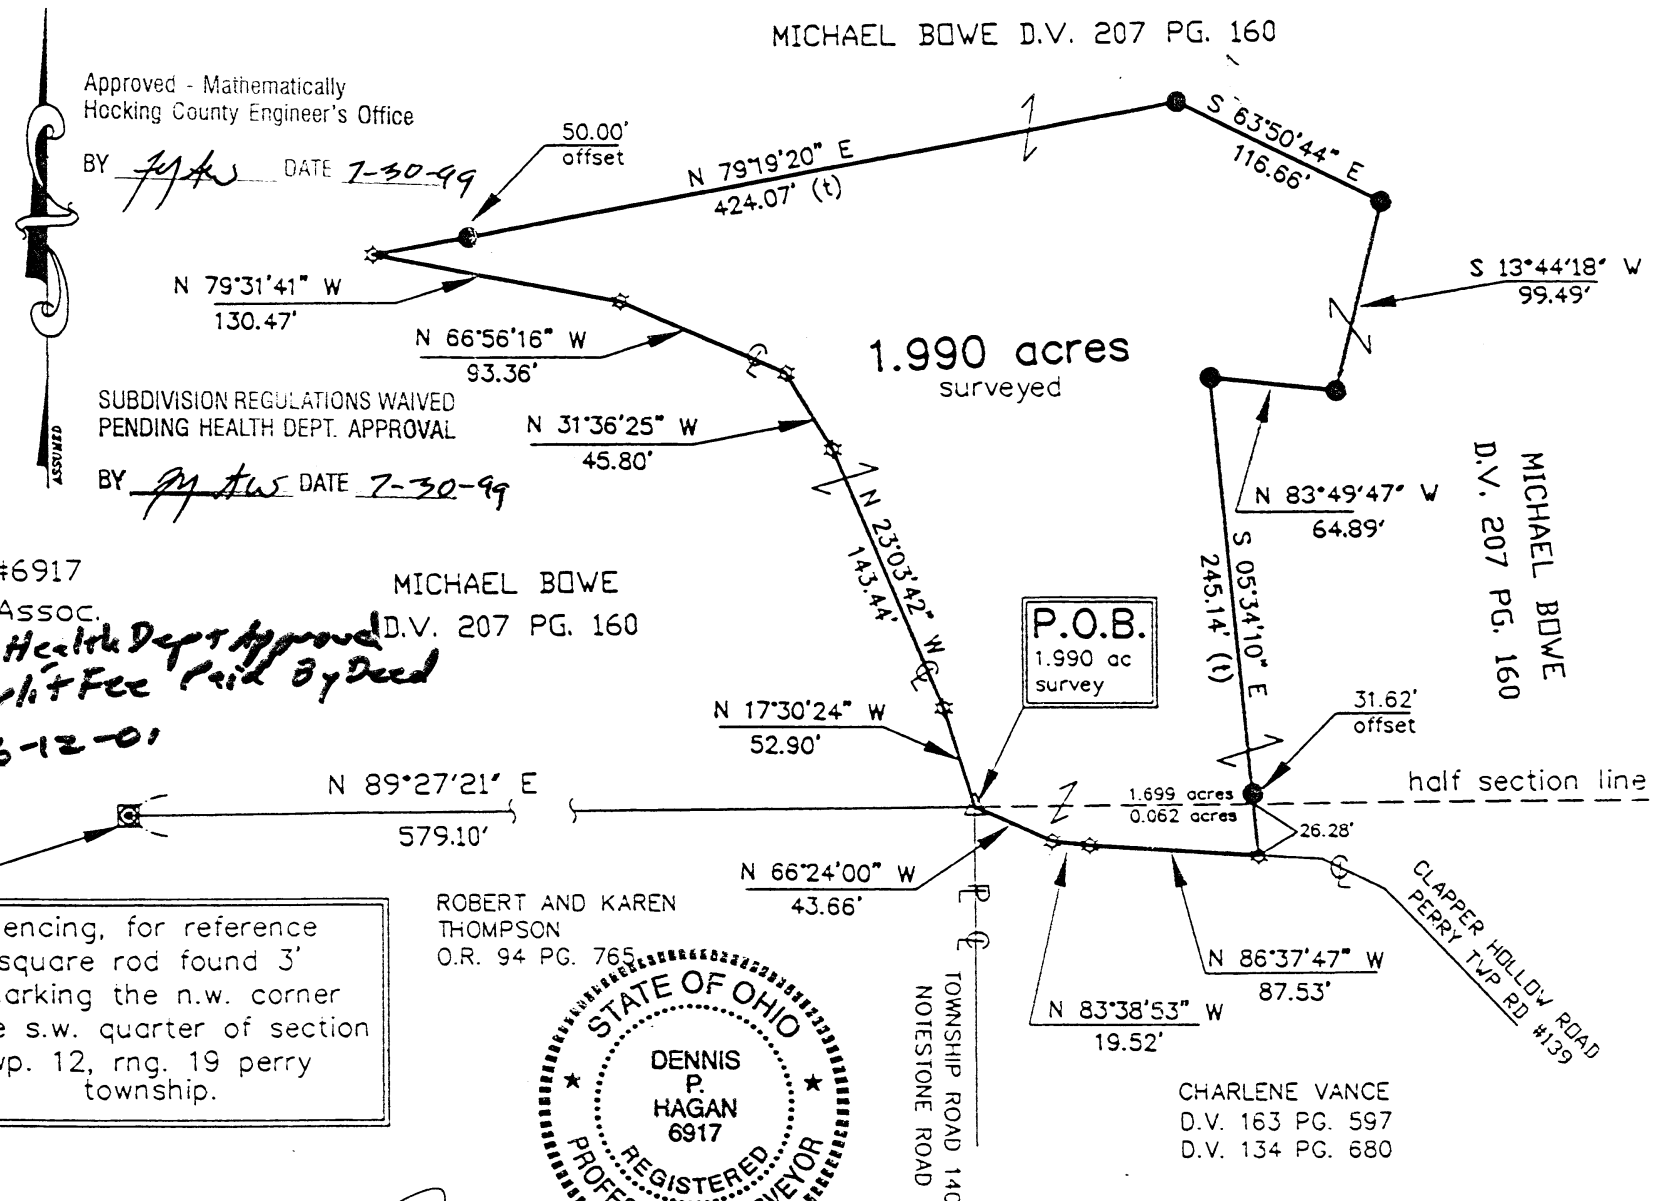 MICHAEL BOWE D.V. 207 PG. 160
Approved - Mathematically
Hocking County Engineer's Office
BY DATE 7-30-99
50.00'
offset
N 79°19'20" E
424.07' (t)
S 63°50'44" E
116.66'
S 13°44'18" W
99.49'
N 79°31'41" W
130.47'
N 66°56'16" W
93.36'
1.990 acres
surveyed
SUBDIVISION REGULATIONS WAIVED
PENDING HEALTH DEPT. APPROVAL
BY DATE 7-30-99
ASSUMED
N 31°36'25" W
45.80'
N 83°49'47" W
64.89'
MICHAEL BOWE
D.V. 207 PG. 160
N 23°03'42" W
143.44'
S 05°34'10" E
245.14' (t)
#6917
Assoc.
Health Dept Approval
Split Fee Paid By Deed
-12-01
MICHAEL BOWE
D.V. 207 PG. 160
P.O.B.
1.990 ac
survey
N 17°30'24" W
52.90'
31.62'
offset
N 89°27'21" E
579.10'
half section line
1.699 acres
0.062 acres
26.28'
N 66°24'00" W
43.66'
CLAPPER HOLLOW ROAD
PERRY TWP RD #139
encing, for reference
square rod found 3'
arking the n.w. corner
e s.w. quarter of section
wp. 12, rng. 19 perry
township.
ROBERT AND KAREN
THOMPSON
O.R. 94 PG. 765
N 86°37'47" W
87.53'
N 83°38'53" W
19.52'
TOWNSHIP ROAD 140
NOTESTONE ROAD
CHARLENE VANCE
D.V. 163 PG. 597
D.V. 134 PG. 680
STATE OF OHIO
DENNIS
P.
HAGAN
6917
REGISTERED